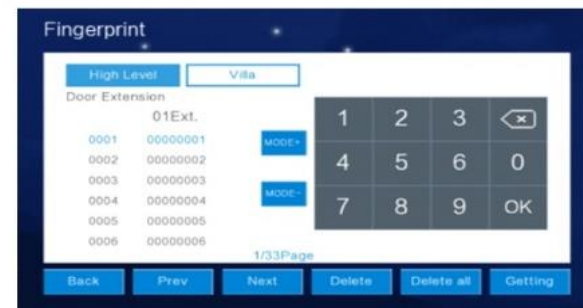 Fingerprint
High Level Villa
Door Extension
01Ext.
0001 00000001
0002 00000002
0003 00000003
0004 00000004
0005 00000005
0006 00000006
MODE+
MODE-
1 2 3
4 5 6 0
7 8 9 OK
1/33Page
Back Prev Next Delete Delete all Getting